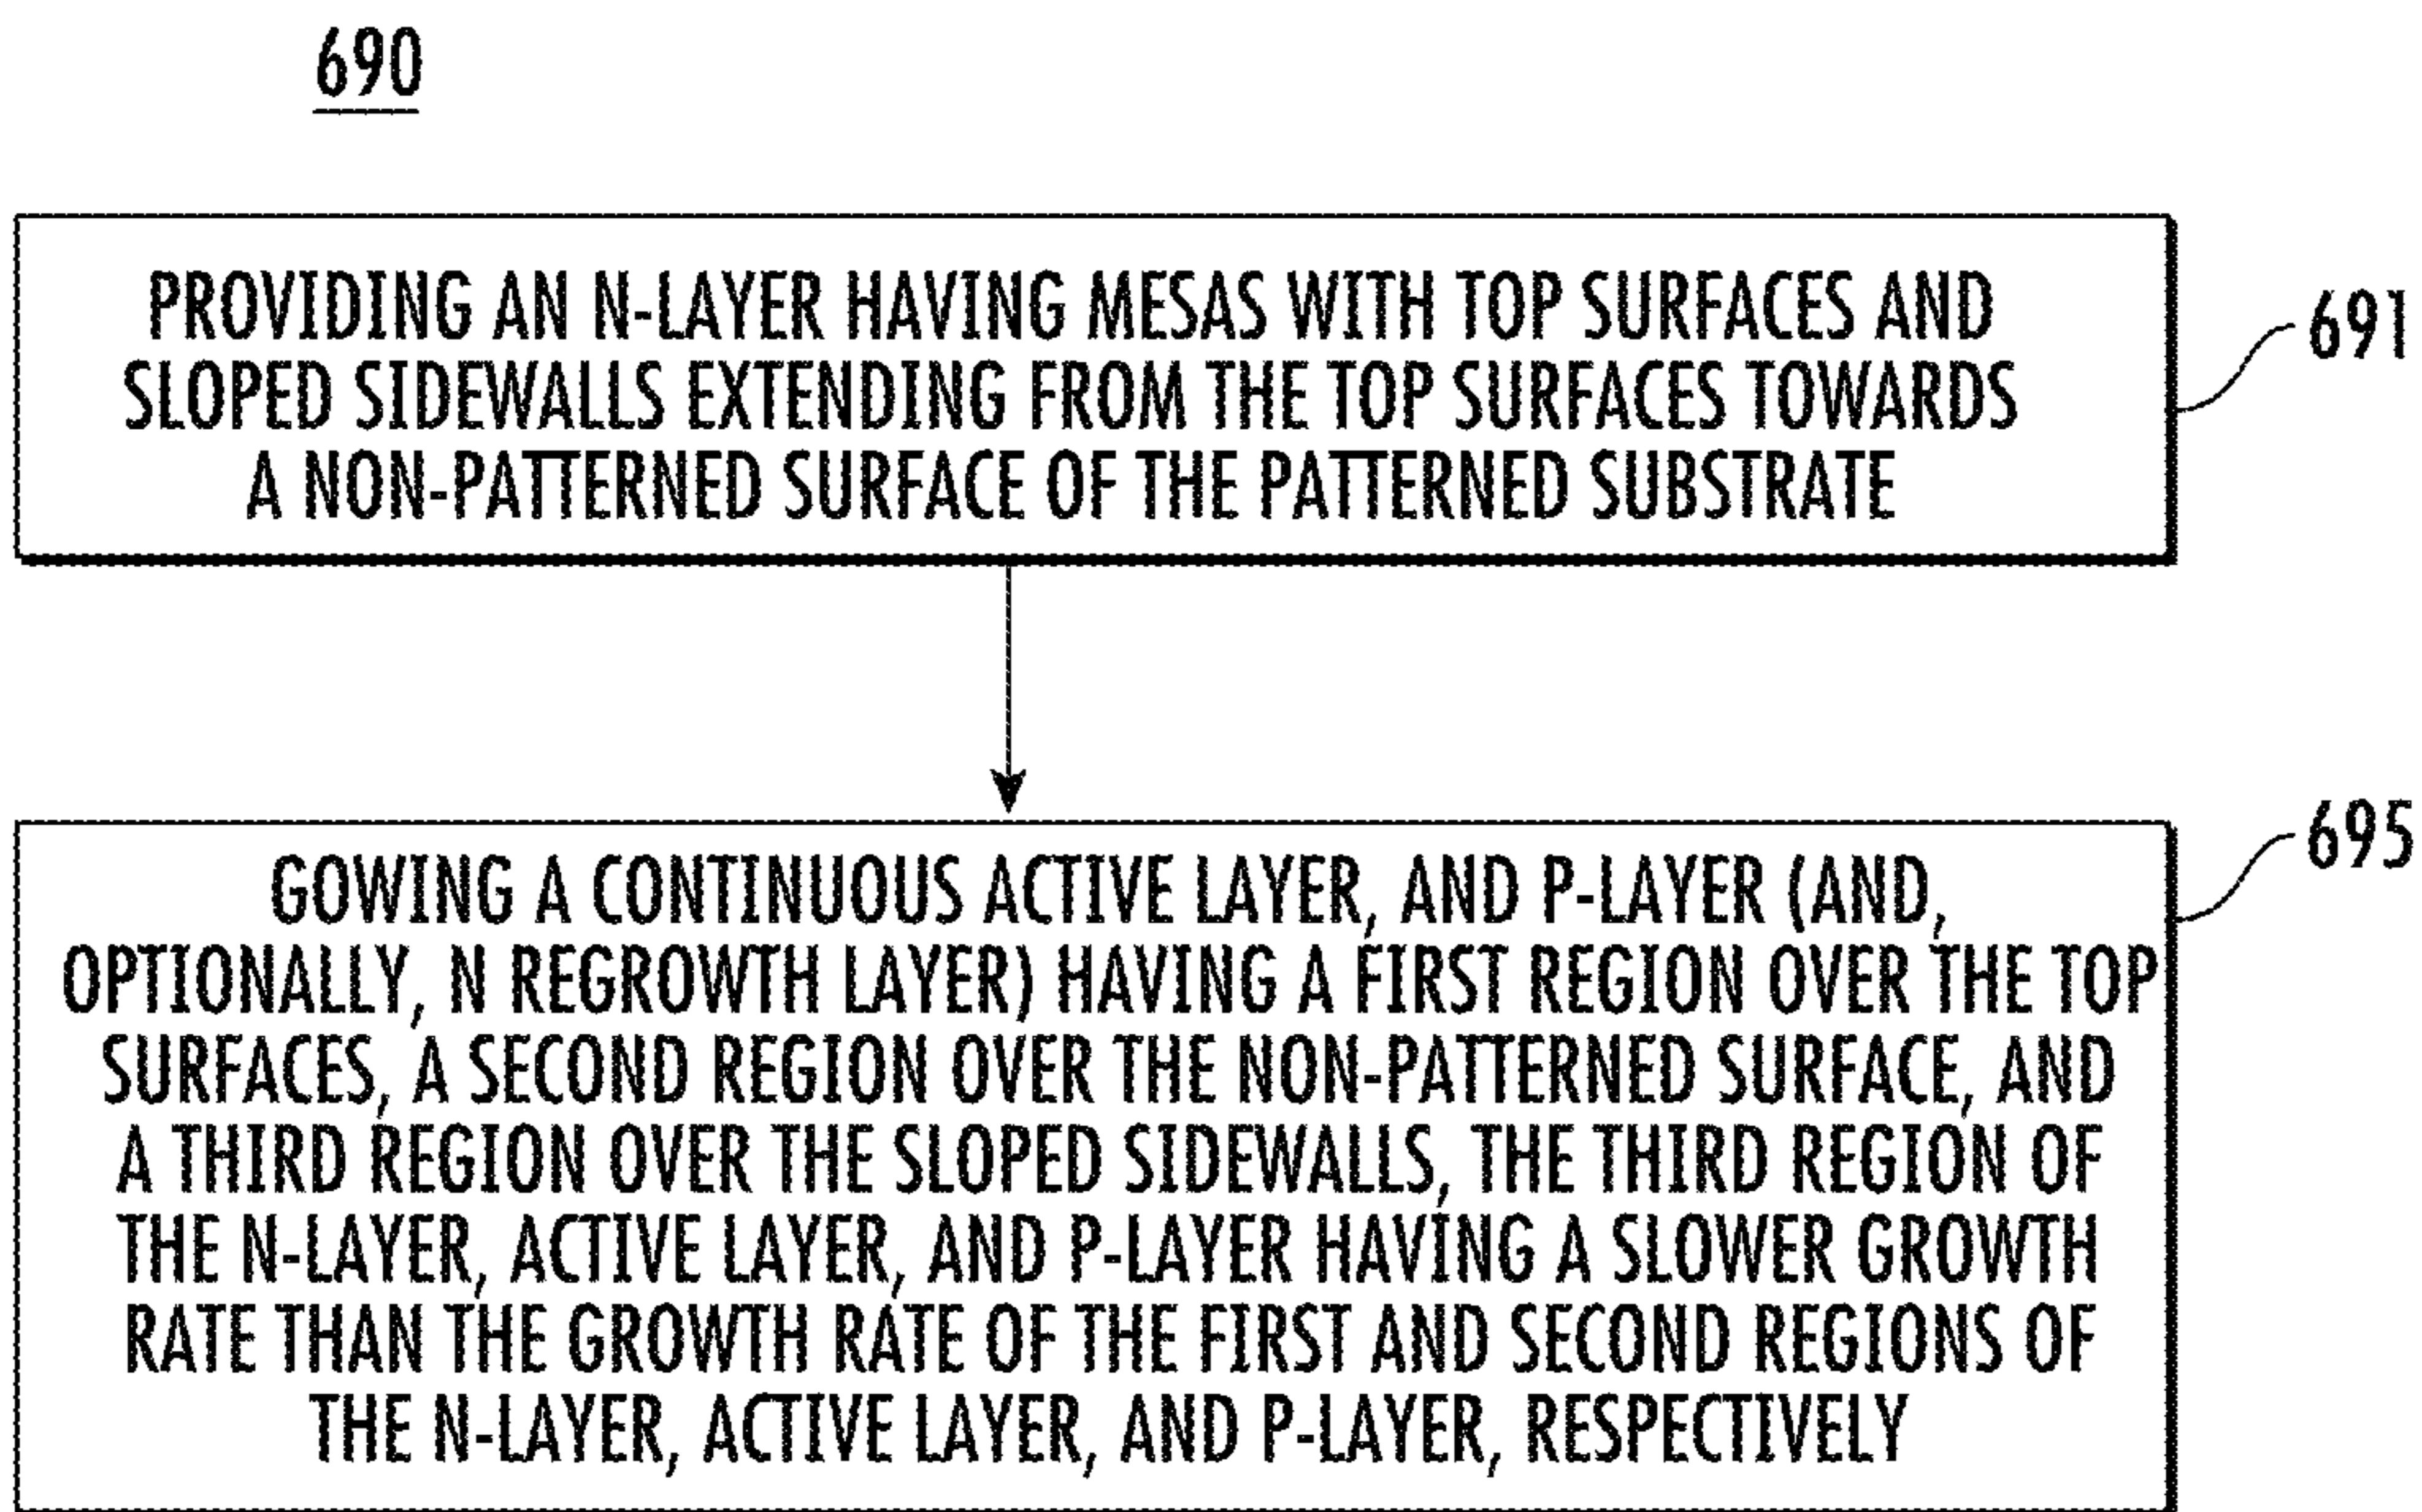 690
PROVIDING AN N-LAYER HAVING MESAS WITH TOP SURFACES AND
SLOPED SIDEWALLS EXTENDING FROM THE TOP SURFACES TOWARDS
A NON-PATTERNED SURFACE OF THE PATTERNED SUBSTRATE
691
GOWING A CONTINUOUS ACTIVE LAYER, AND P-LAYER (AND,
OPTIONALLY, N REGROWTH LAYER) HAVING A FIRST REGION OVER THE TOP
SURFACES, A SECOND REGION OVER THE NON-PATTERNED SURFACE, AND
A THIRD REGION OVER THE SLOPED SIDEWALLS, THE THIRD REGION OF
THE N-LAYER, ACTIVE LAYER, AND P-LAYER HAVING A SLOWER GROWTH
RATE THAN THE GROWTH RATE OF THE FIRST AND SECOND REGIONS OF
THE N-LAYER, ACTIVE LAYER, AND P-LAYER, RESPECTIVELY
695